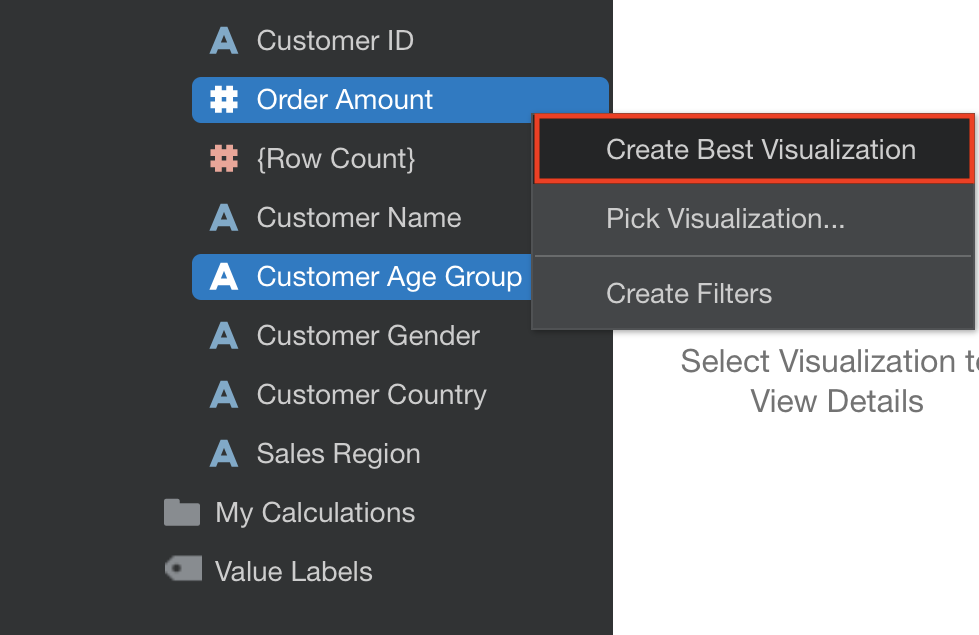 Customer ID
Order Amount
{Row Count}
Customer Name
Customer Age Group
Customer Gender
Customer Country
Sales Region
My Calculations
Value Labels
Create Best Visualization
Pick Visualization...
Create Filters
Select Visualization
View Details